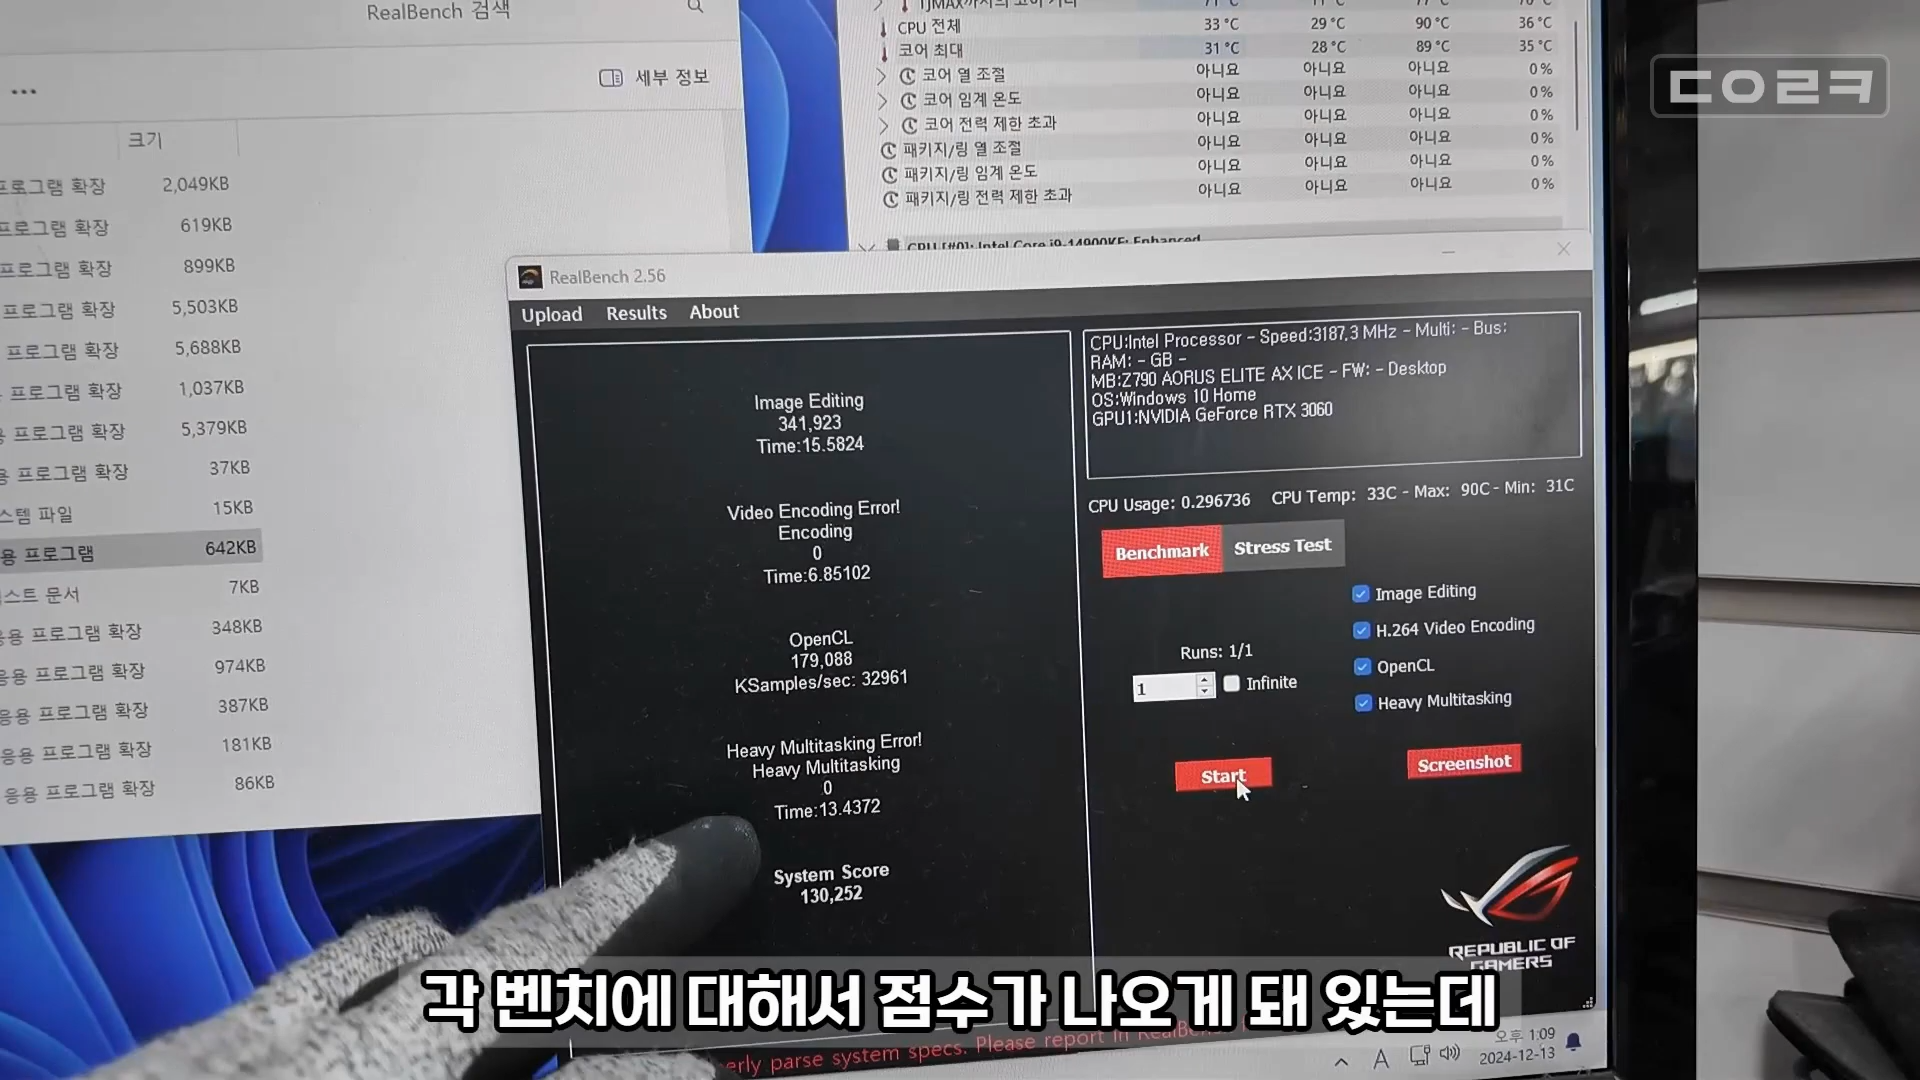 RealBench 검색
세부 정보
크기
프로그램 확장 2,049KB
프로그램 확장 619KB
프로그램 확장 899KB
프로그램 확장 5,503KB
프로그램 확장 5,688KB
프로그램 확장 1,037KB
프로그램 확장 5,379KB
프로그램 확장 37KB
파일 15KB
프로그램 642KB
문서 7KB
프로그램 확장 348KB
프로그램 확장 974KB
응용 프로그램 확장 387KB
응용 프로그램 확장 181KB
응용 프로그램 확장 86KB
CPU 전체 33 °C 29 °C 90 °C 36 °C
코어 최대 31 °C 28 °C 89 °C 35 °C
코어 열 조절 아니요 아니요 아니요 0 %
코어 임계 온도 아니요 아니요 아니요 0 %
코어 전력 제한 초과 아니요 아니요 아니요 0 %
패키지/링 열 조절 아니요 아니요 아니요 0 %
패키지/링 임계 온도 아니요 아니요 아니요 0 %
패키지/링 전력 제한 초과 아니요 아니요 아니요 0 %
CPU [#0]: Intel Core i9-14900KF: Enhanced
RealBench 2.56
Upload Results About
Image Editing
341,923
Time:15.5824
Video Encoding Error!
Encoding
0
Time:6.85102
OpenCL
179,088
KSamples/sec: 32961
Heavy Multitasking Error!
Heavy Multitasking
0
Time:13.4372
System Score
130,252
CPU:Intel Processor - Speed:3187,3 MHz - Multi: - Bus:
RAM: - GB -
MB:Z790 AORUS ELITE AX ICE - FW: - Desktop
OS:Windows 10 Home
GPU1:NVIDIA GeForce RTX 3060
CPU Usage: 0.296736 CPU Temp: 33C - Max: 90C - Min: 31C
Benchmark Stress Test
Image Editing
H.264 Video Encoding
OpenCL
Heavy Multitasking
Runs: 1/1
1 Infinite
Start
Screenshot
REPUBLIC OF
GAMERS
각 벤치에 대해서 점수가 나오게 돼 있는데
parse system specs. Please report in
A
오후 1:09
2024-12-13